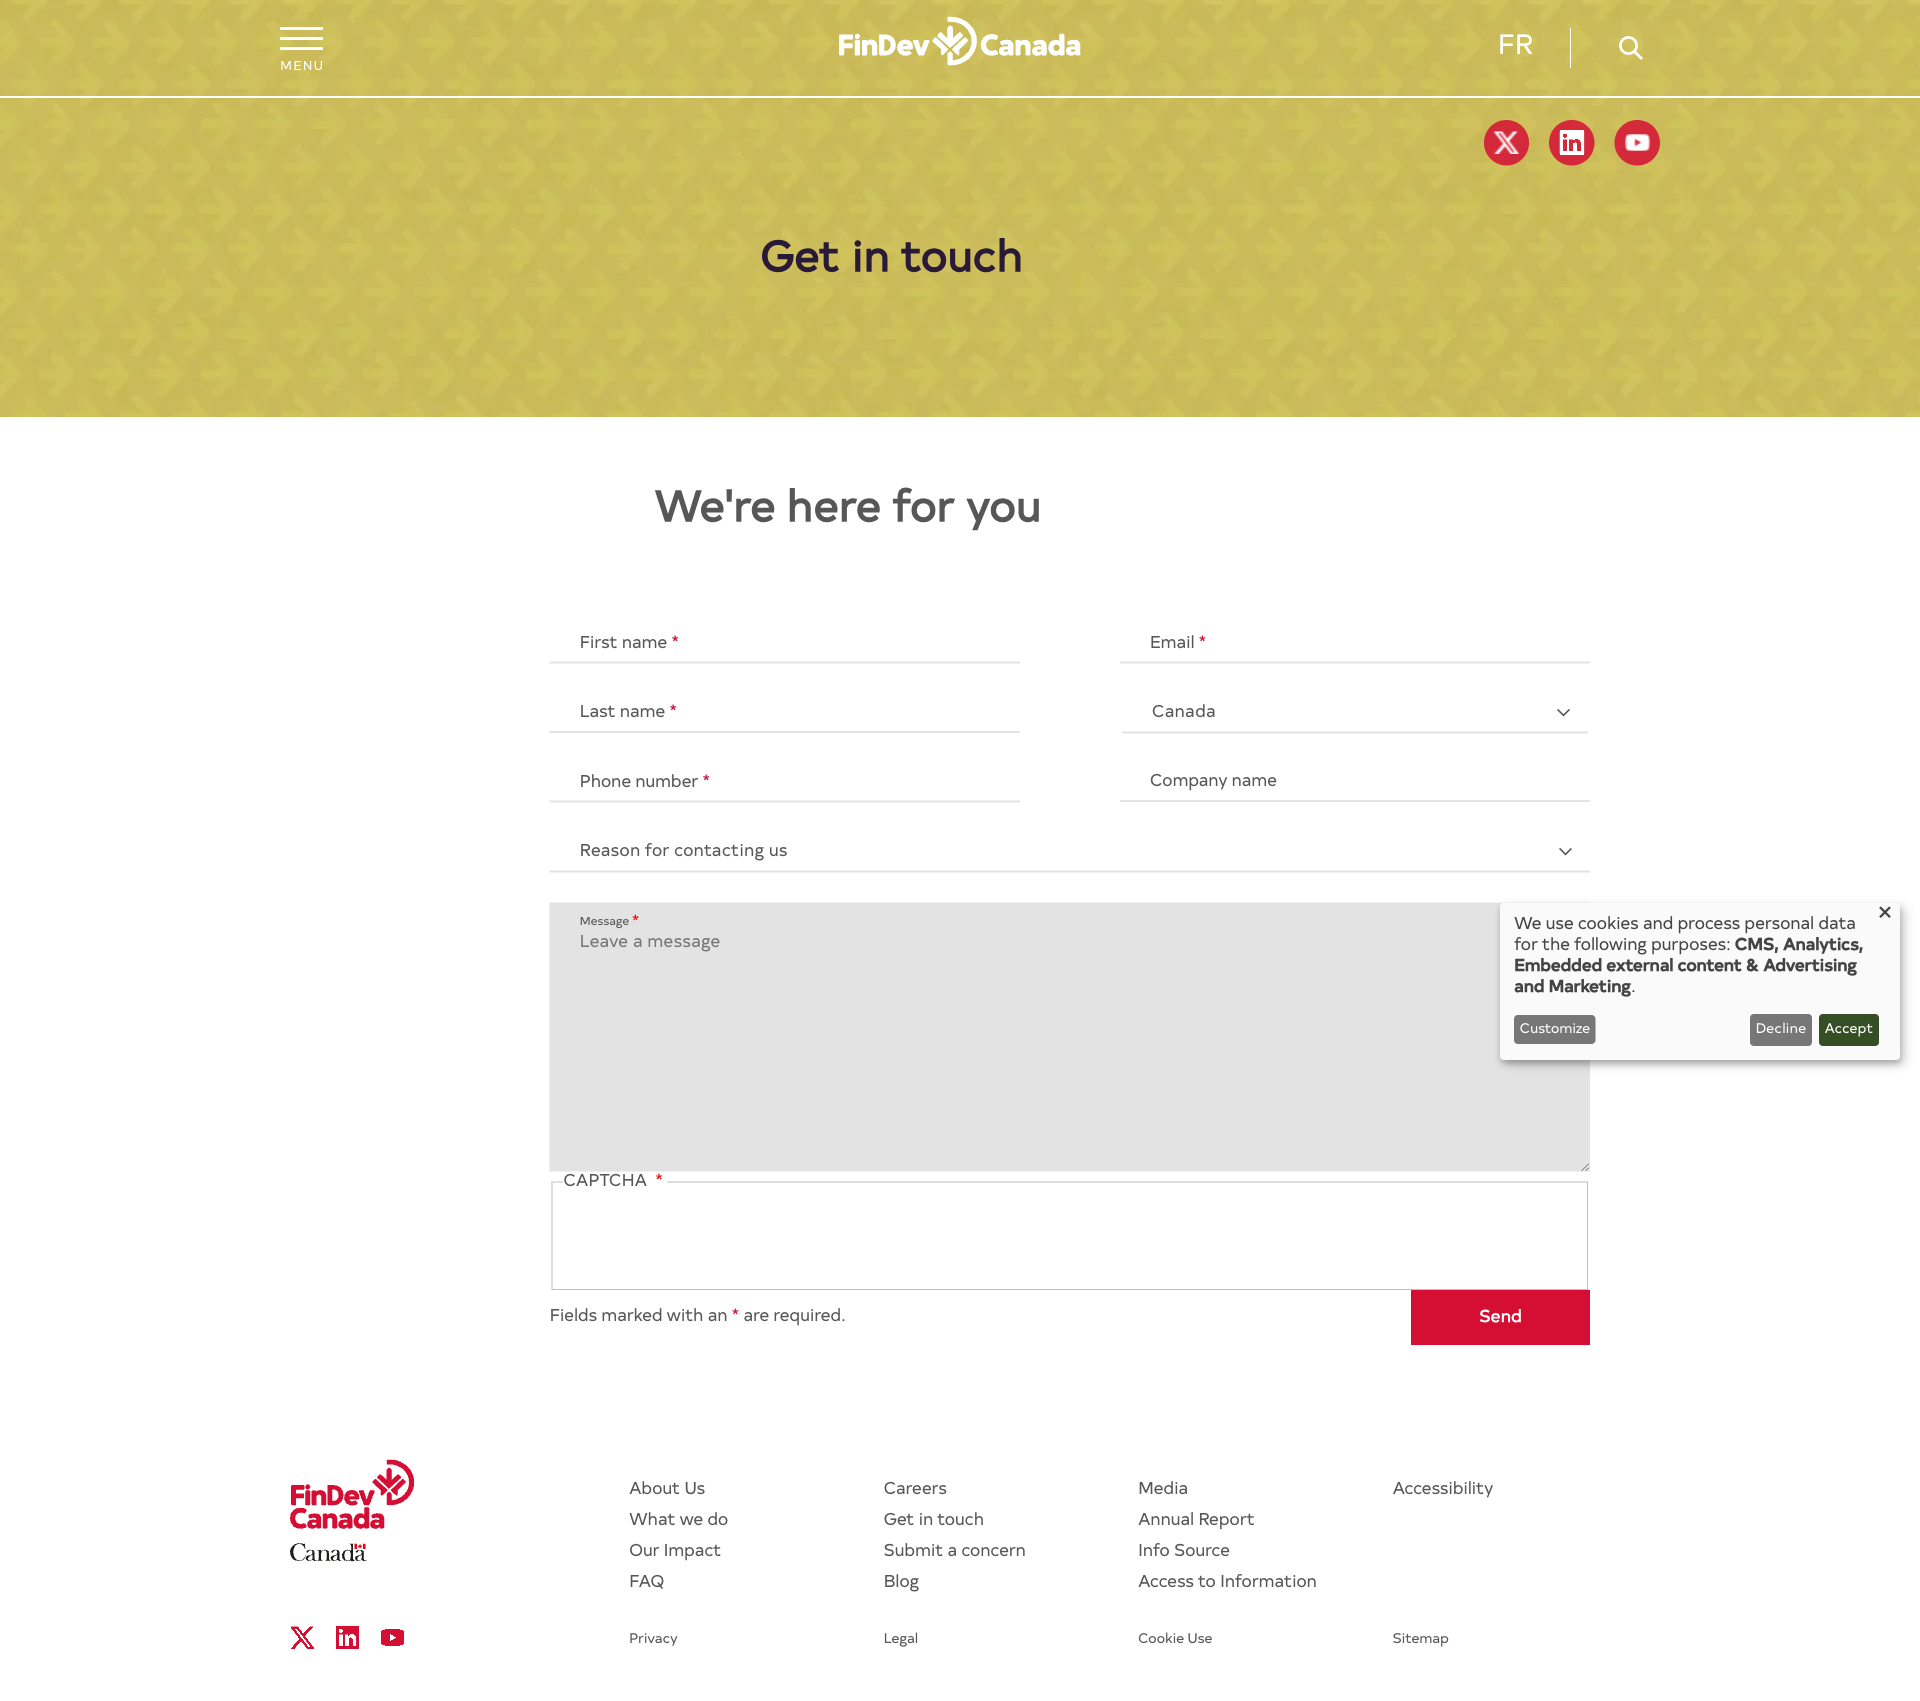 MENU
FinDev Canada
FR
Get in touch
We're here for you
First name *
Email *
Last name *
Canada
Phone number *
Company name
Reason for contacting us
Message *
Leave a message
We use cookies and process personal data
for the following purposes: CMS, Analytics,
Embedded external content & Advertising
and Marketing.
Customize
Decline
Accept
CAPTCHA *
Fields marked with an * are required.
Send
FinDev
Canada
Canada
About Us
What we do
Our Impact
FAQ
Careers
Get in touch
Submit a concern
Blog
Media
Annual Report
Info Source
Access to Information
Accessibility
Privacy
Legal
Cookie Use
Sitemap